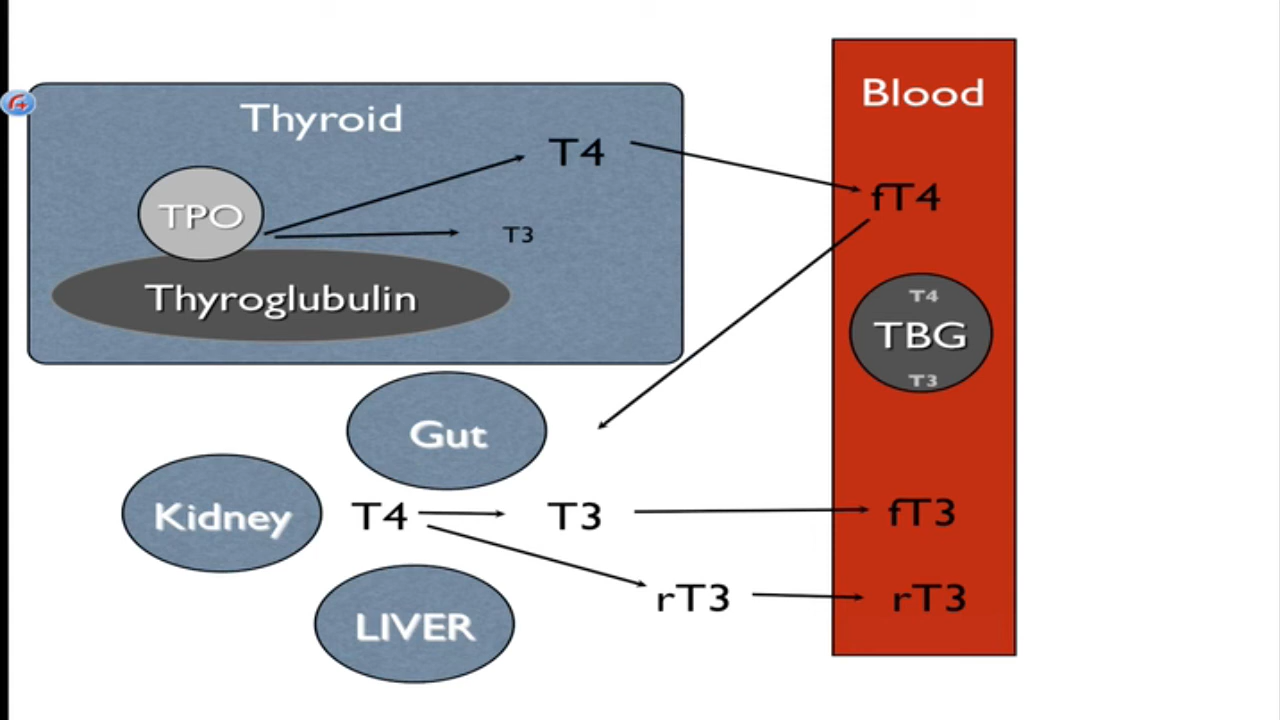 Blood
Thyroid
T4
fT4
TPO
T3
Thyroglubulin
T4
TBG
T3
Gut
Kidney
T4
T3
fT3
rT3
rT3
LIVER